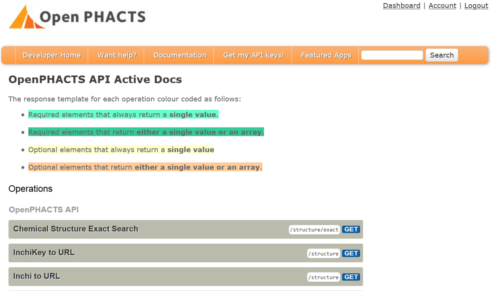 Dashboard | Account | Logout
Open PHACTS
Developer Home Want help? Documentation Get my API keys! Featured Apps Search
OpenPHACTS API Active Docs
The response template for each operation colour coded as follows:
Required elements that always return a single value.
Required elements that return either a single value or an array.
Optional elements that always return a single value
Optional elements that return either a single value or an array.
Operations
OpenPHACTS API
Chemical Structure Exact Search /structure/exact GET
InchiKey to URL /structure GET
Inchi to URL /structure GET